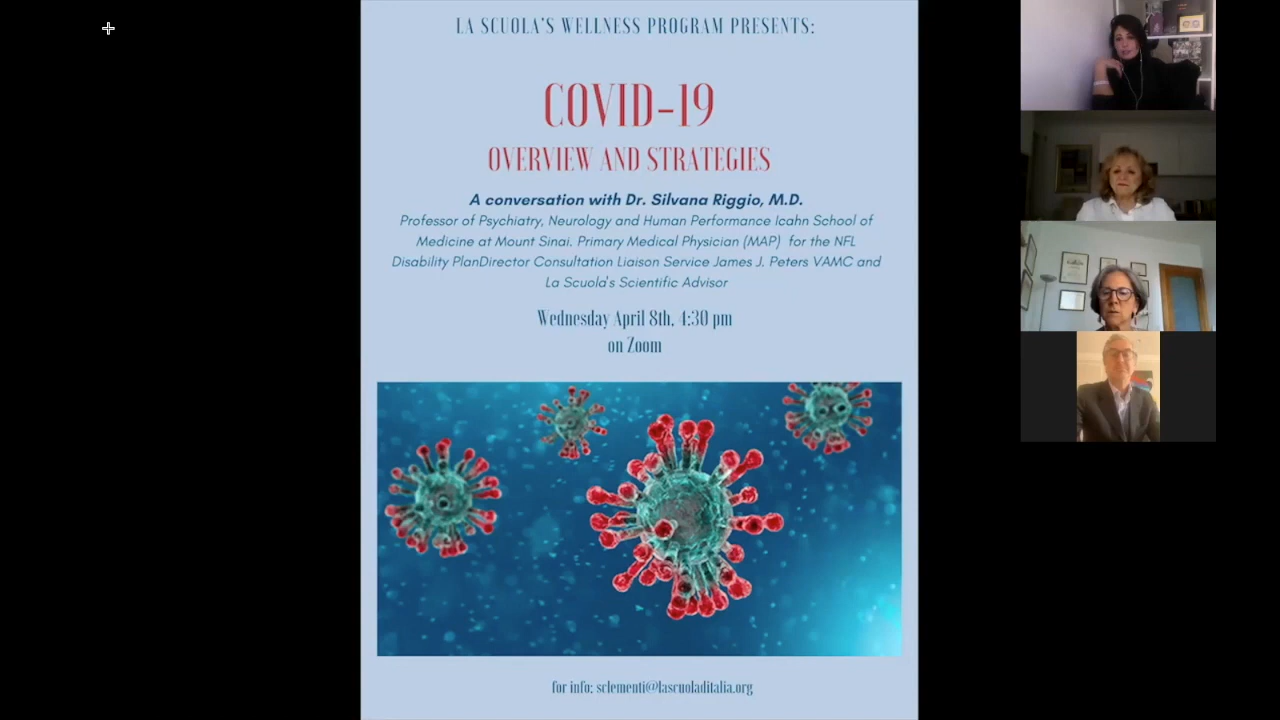 LA SCUOLA'S WELLNESS PROGRAM PRESENTS:
COVID-19
OVERVIEW AND STRATEGIES
A conversation with Dr. Silvana Riggio, M.D.
Professor of Psychiatry, Neurology and Human Performance Icahn School of
Medicine at Mount Sinai. Primary Medical Physician (MAP) for the NFL
Disability PlanDirector Consultation Liaison Service James J. Peters VAMC and
La Scuola's Scientific Advisor
Wednesday April 8th, 4:30 pm
on Zoom
for info: sclementi@lascuoladitalia.org